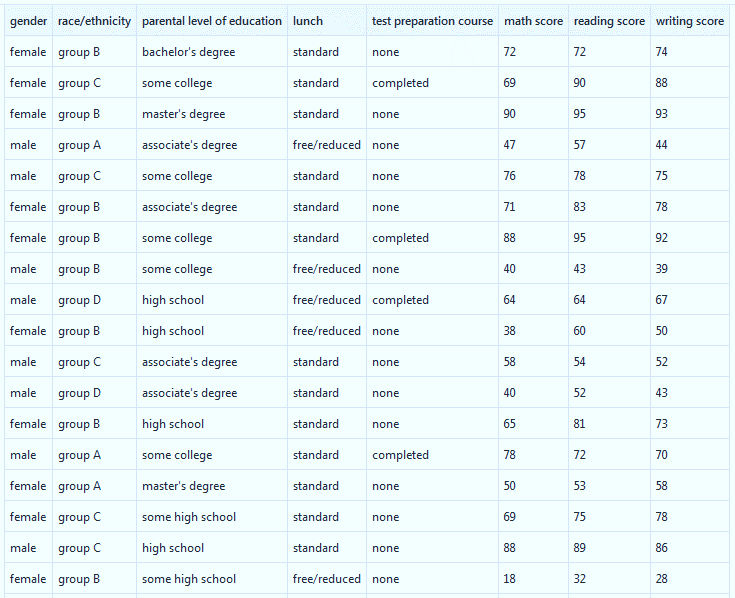 gender race/ethnicity parental level of education lunch test preparation course math score reading score writing score
female group B bachelor's degree standard none 72 72 74
female group C some college standard completed 69 90 88
female group B master's degree standard none 90 95 93
male group A associate's degree free/reduced none 47 57 44
male group C some college standard none 76 78 75
female group B associate's degree standard none 71 83 78
female group B some college standard completed 88 95 92
male group B some college free/reduced none 40 43 39
male group D high school free/reduced completed 64 64 67
female group B high school free/reduced none 38 60 50
male group C associate's degree standard none 58 54 52
male group D associate's degree standard none 40 52 43
female group B high school standard none 65 81 73
male group A some college standard completed 78 72 70
female group A master's degree standard none 50 53 58
female group C some high school standard none 69 75 78
male group C high school standard none 88 89 86
female group B some high school free/reduced none 18 32 28